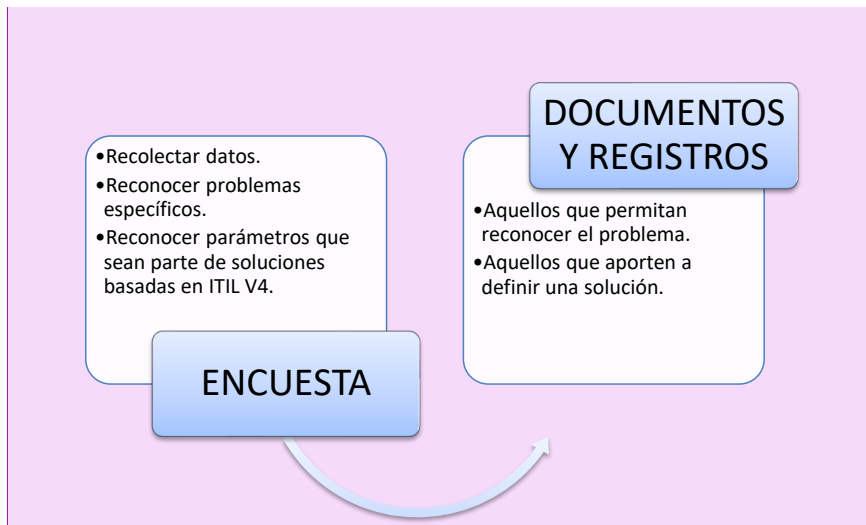 •Recolectar datos.
•Reconocer problemas
específicos.
•Reconocer parámetros que
sean parte de soluciones
basadas en ITIL V4.
ENCUESTA
DOCUMENTOS
Y REGISTROS
•Aquellos que permitan
reconocer el problema.
•Aquellos que aporten a
definir una solución.